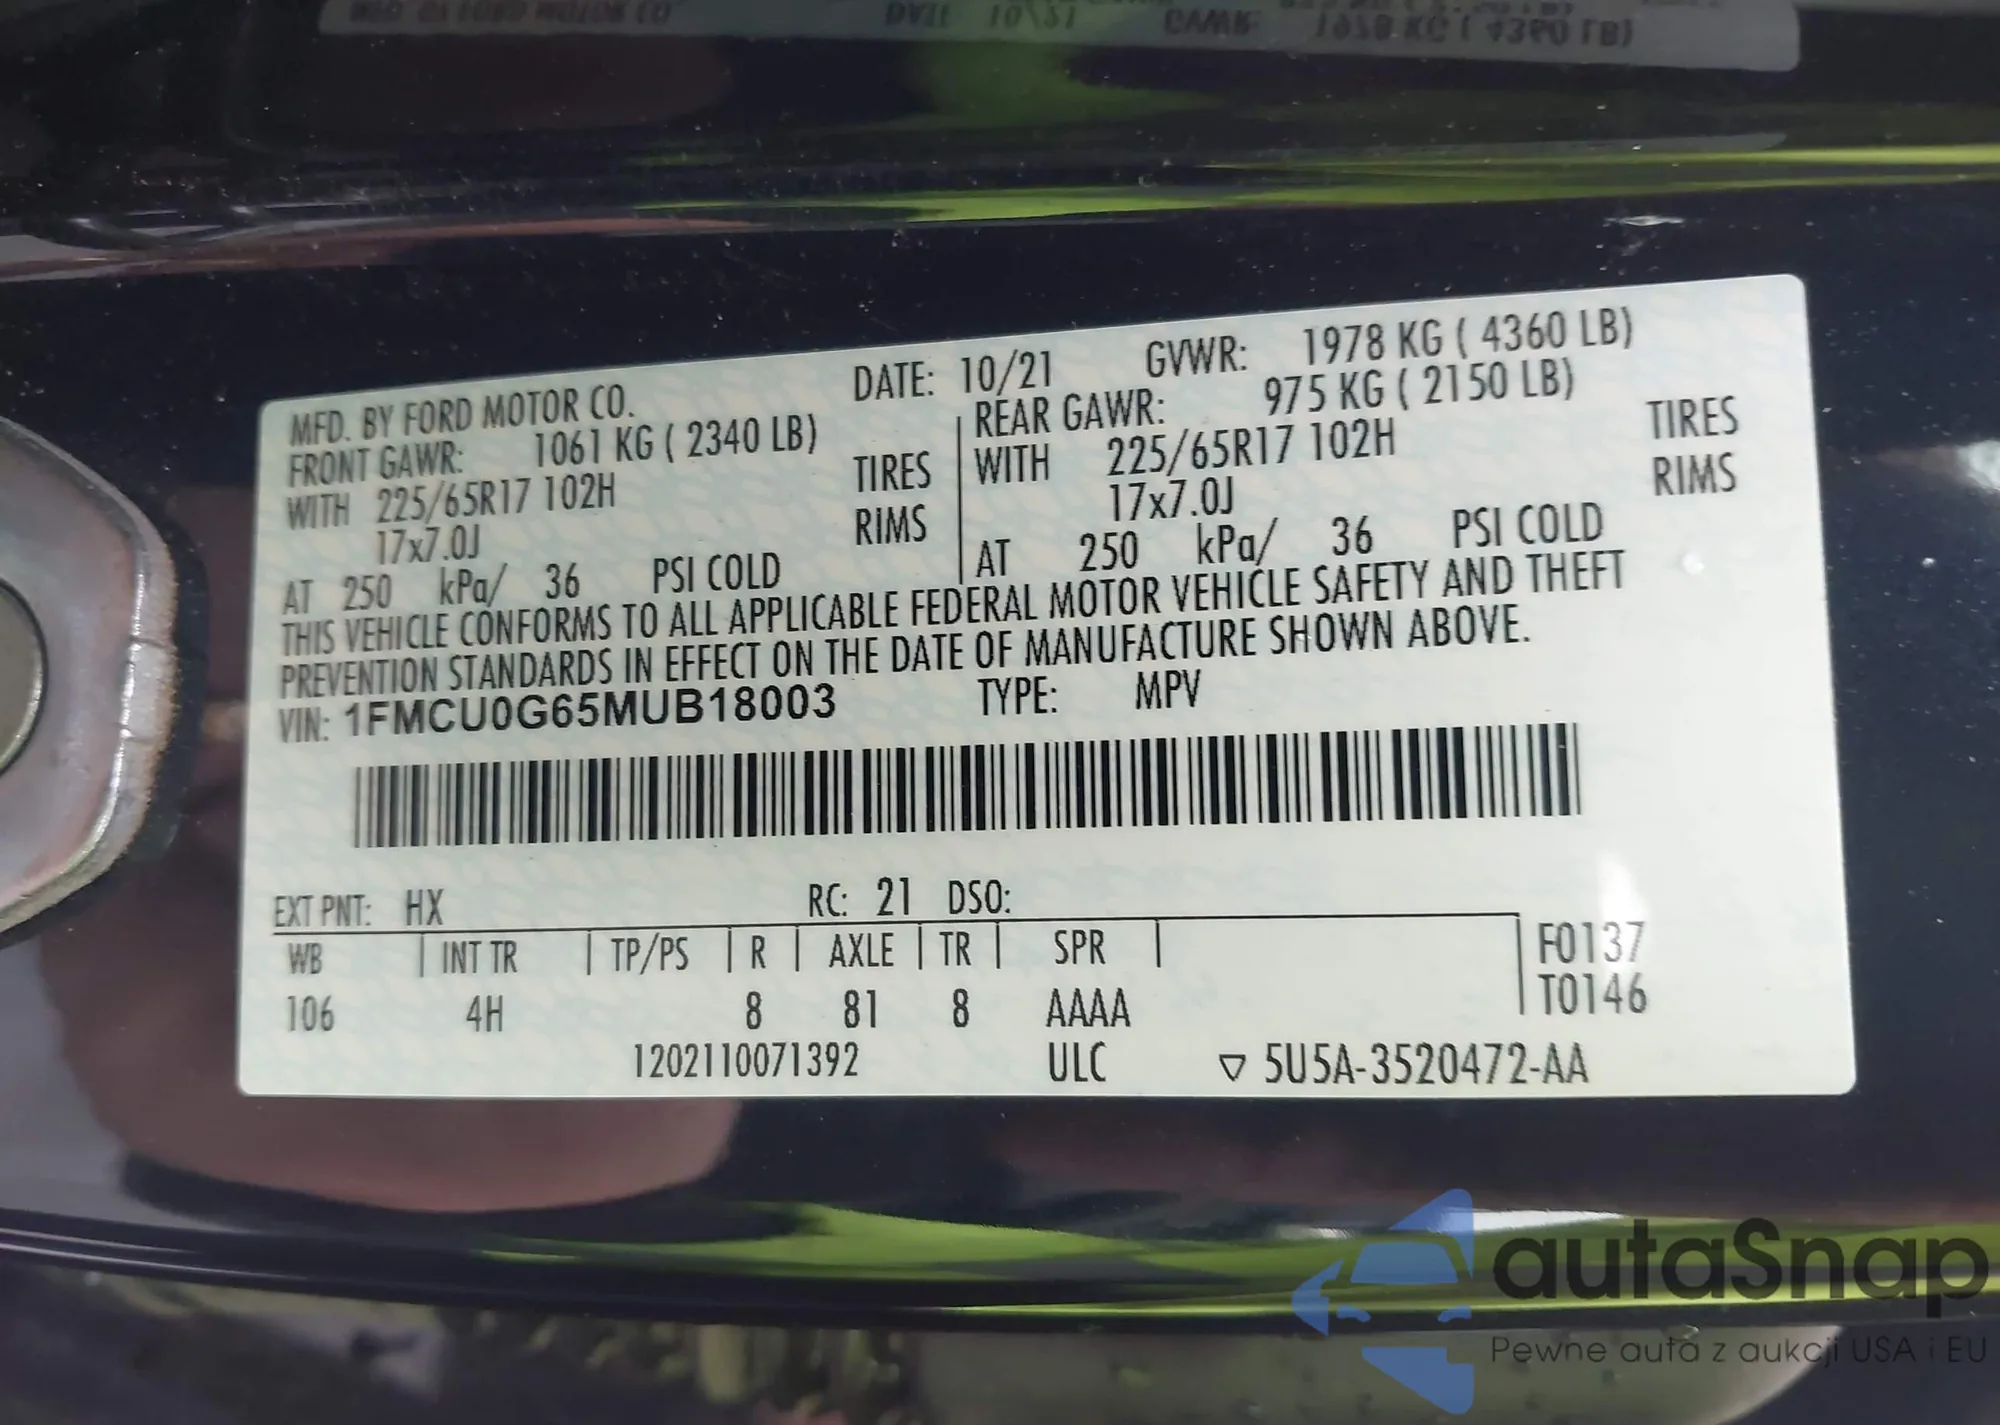 MFD. BY FORD MOTOR CO. DATE: 10/21 GVWR: 1978 KG ( 4360 LB)
FRONT GAWR: 1061 KG ( 2340 LB) REAR GAWR: 975 KG ( 2150 LB)
WITH 225/65R17 102H TIRES WITH 225/65R17 102H TIRES
17x7.0J RIMS 17x7.0J RIMS
AT 250 kPa/ 36 PSI COLD AT 250 kPa/ 36 PSI COLD
THIS VEHICLE CONFORMS TO ALL APPLICABLE FEDERAL MOTOR VEHICLE SAFETY AND THEFT
PREVENTION STANDARDS IN EFFECT ON THE DATE OF MANUFACTURE SHOWN ABOVE.
VIN: 1FMCU0G65MUB18003 TYPE: MPV
EXT PNT: HX RC: 21 DSO:
WB INT TR TP/PS R AXLE TR SPR F0137
106 4H 8 81 8 AAAA T0146
1202110071392 ULC ▽ 5U5A-3520472-AA
autaSnap
Pewne auta z aukcji USA i EU